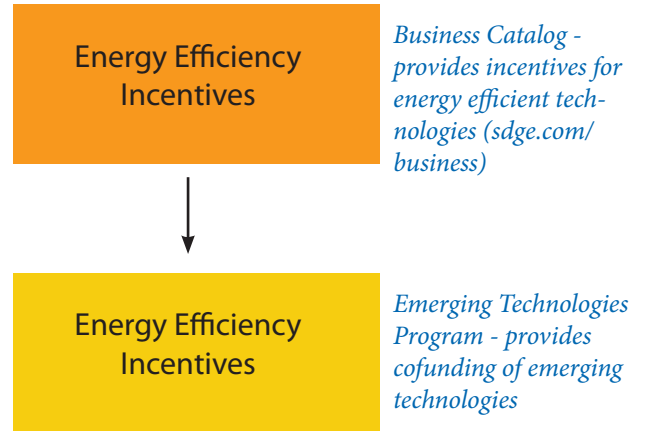 Energy Efficiency
Incentives
Business Catalog -
provides incentives for
energy efficient tech-
nologies (sdge.com/
business)
Energy Efficiency
Incentives
Emerging Technologies
Program - provides
cofunding of emerging
technologies